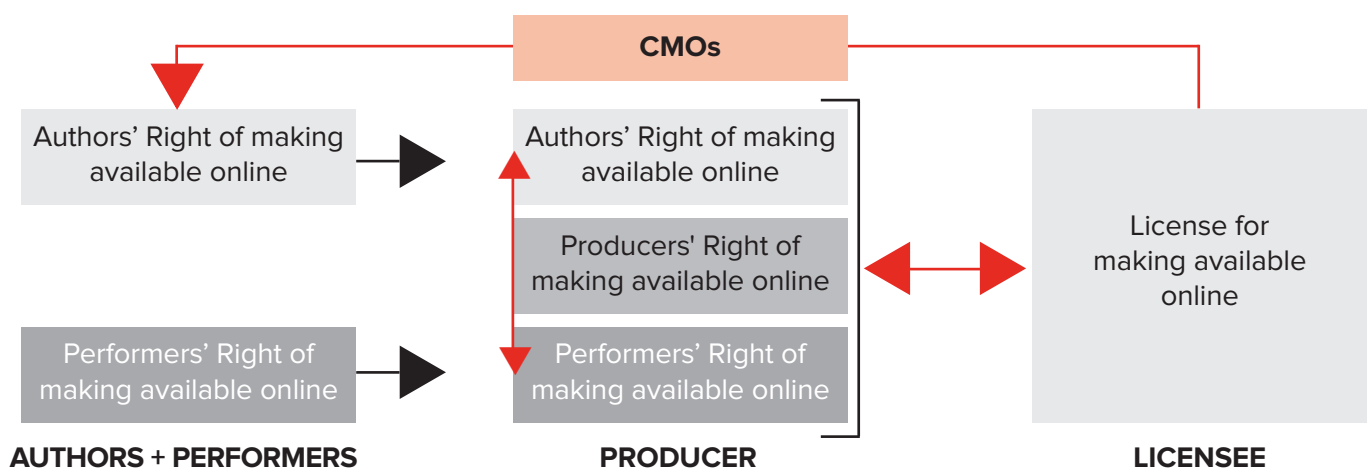 CMOs
Authors’ Right of making
available online
Authors’ Right of making
available online
Producers' Right of
making available online
License for
making available
online
Performers’ Right of
making available online
Performers’ Right of
making available online
AUTHORS + PERFORMERS
PRODUCER
LICENSEE